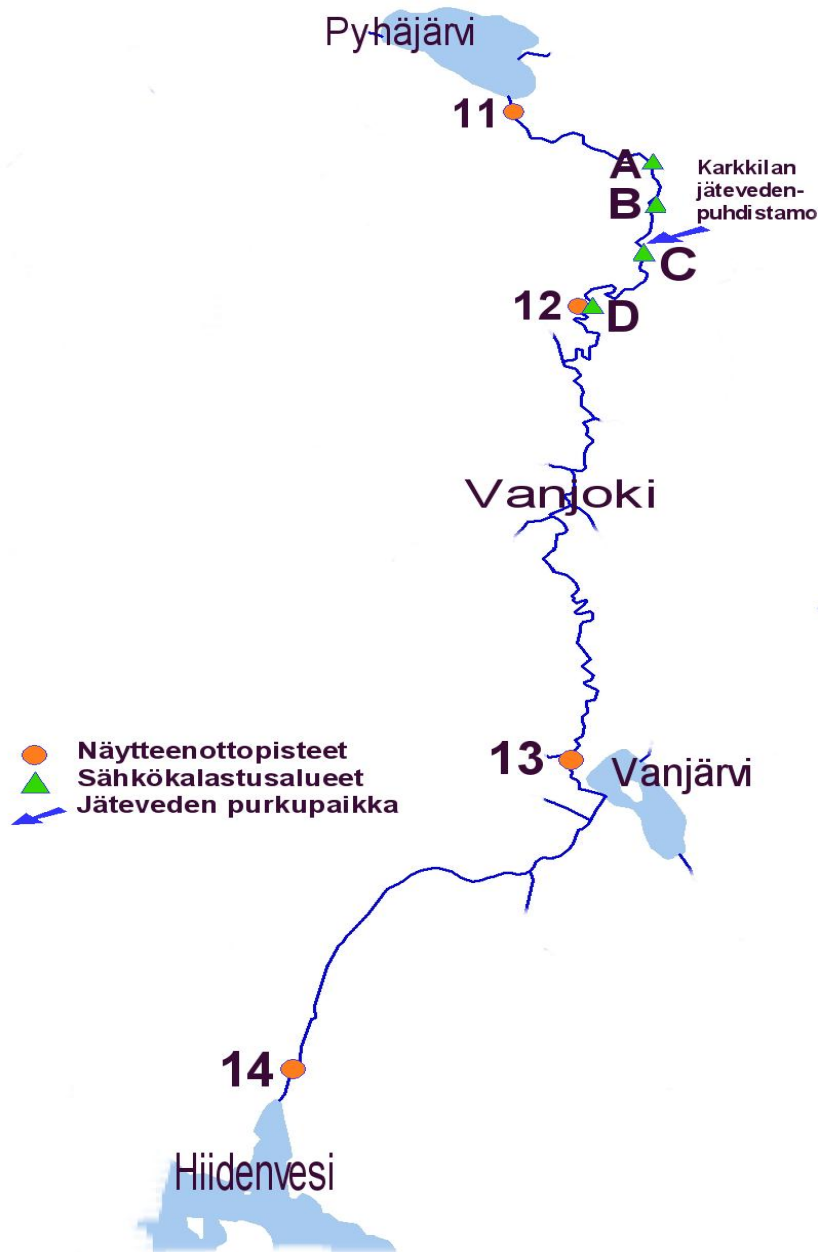 Pyhäjärvi
11
A
Karkkilan
jäteveden-
puhdistamo
B
C
12
D
Vanjoki
13
Vanjärvi
Näytteenottopisteet
Sähkökalastusalueet
Jäteveden purkupaikka
14
Hiidenvesi